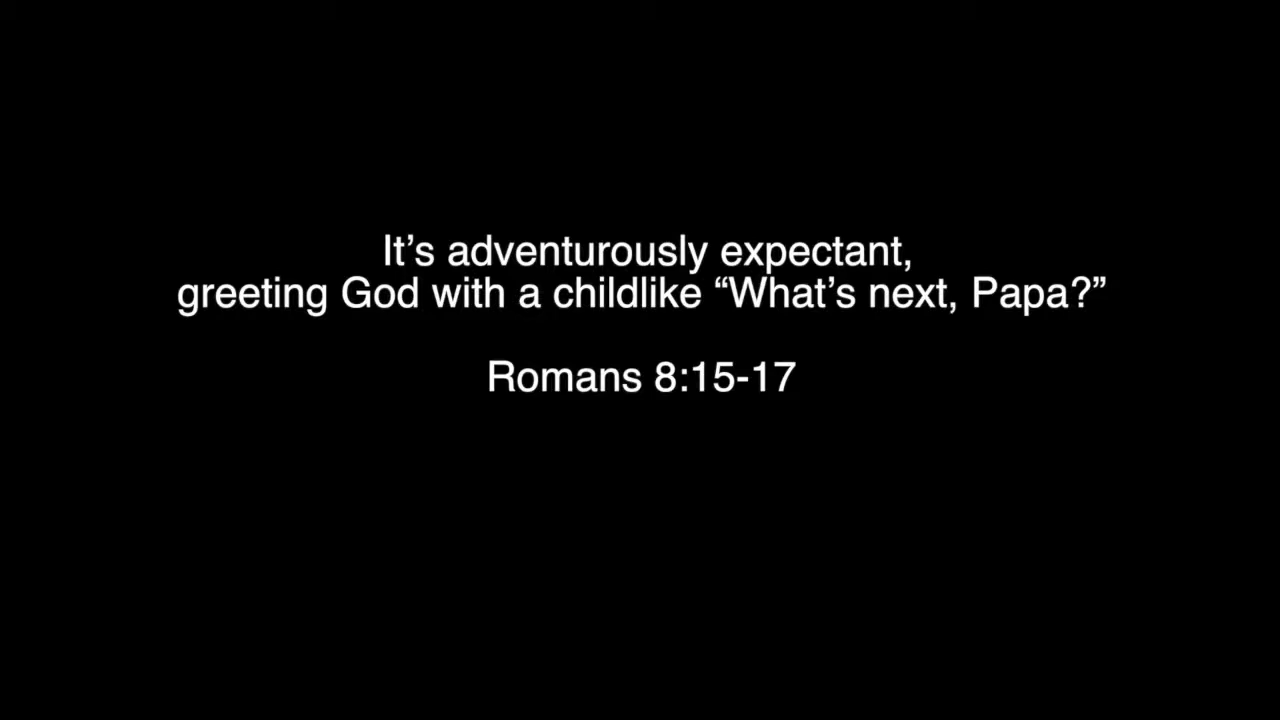 It’s adventurously expectant,
greeting God with a childlike “What’s next, Papa?”
Romans 8:15-17